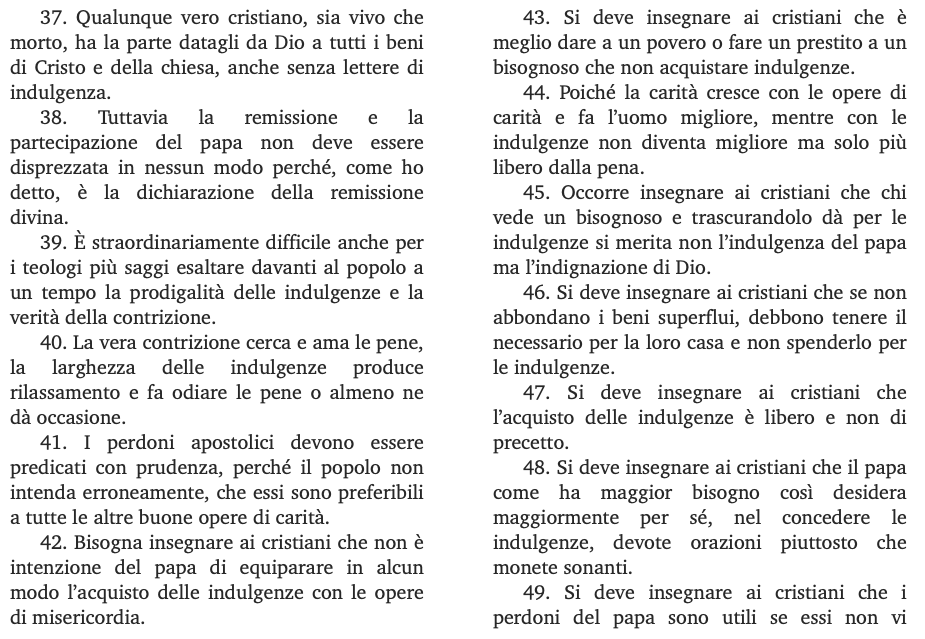 37. Qualunque vero cristiano, sia vivo che
morto, ha la parte datagli da Dio a tutti i beni
di Cristo e della chiesa, anche senza lettere di
indulgenza.
38. Tuttavia la remissione e la
partecipazione del papa non deve essere
disprezzata in nessun modo perché, come ho
detto, è la dichiarazione della remissione
divina.
39. È straordinariamente difficile anche per
i teologi più saggi esaltare davanti al popolo a
un tempo la prodigalità delle indulgenze e la
verità della contrizione.
40. La vera contrizione cerca e ama le pene,
la larghezza delle indulgenze produce
rilassamento e fa odiare le pene o almeno ne
dà occasione.
41. I perdoni apostolici devono essere
predicati con prudenza, perché il popolo non
intenda erroneamente, che essi sono preferibili
a tutte le altre buone opere di carità.
42. Bisogna insegnare ai cristiani che non è
intenzione del papa di equiparare in alcun
modo l’acquisto delle indulgenze con le opere
di misericordia.
43. Si deve insegnare ai cristiani che è
meglio dare a un povero o fare un prestito a un
bisognoso che non acquistare indulgenze.
44. Poiché la carità cresce con le opere di
carità e fa l’uomo migliore, mentre con le
indulgenze non diventa migliore ma solo più
libero dalla pena.
45. Occorre insegnare ai cristiani che chi
vede un bisognoso e trascurandolo dà per le
indulgenze si merita non l’indulgenza del papa
ma l’indignazione di Dio.
46. Si deve insegnare ai cristiani che se non
abbondano i beni superflui, debbono tenere il
necessario per la loro casa e non spenderlo per
le indulgenze.
47. Si deve insegnare ai cristiani che
l’acquisto delle indulgenze è libero e non di
precetto.
48. Si deve insegnare ai cristiani che il papa
come ha maggior bisogno così desidera
maggiormente per sé, nel concedere le
indulgenze, devote orazioni piuttosto che
monete sonanti.
49. Si deve insegnare ai cristiani che i
perdoni del papa sono utili se essi non vi